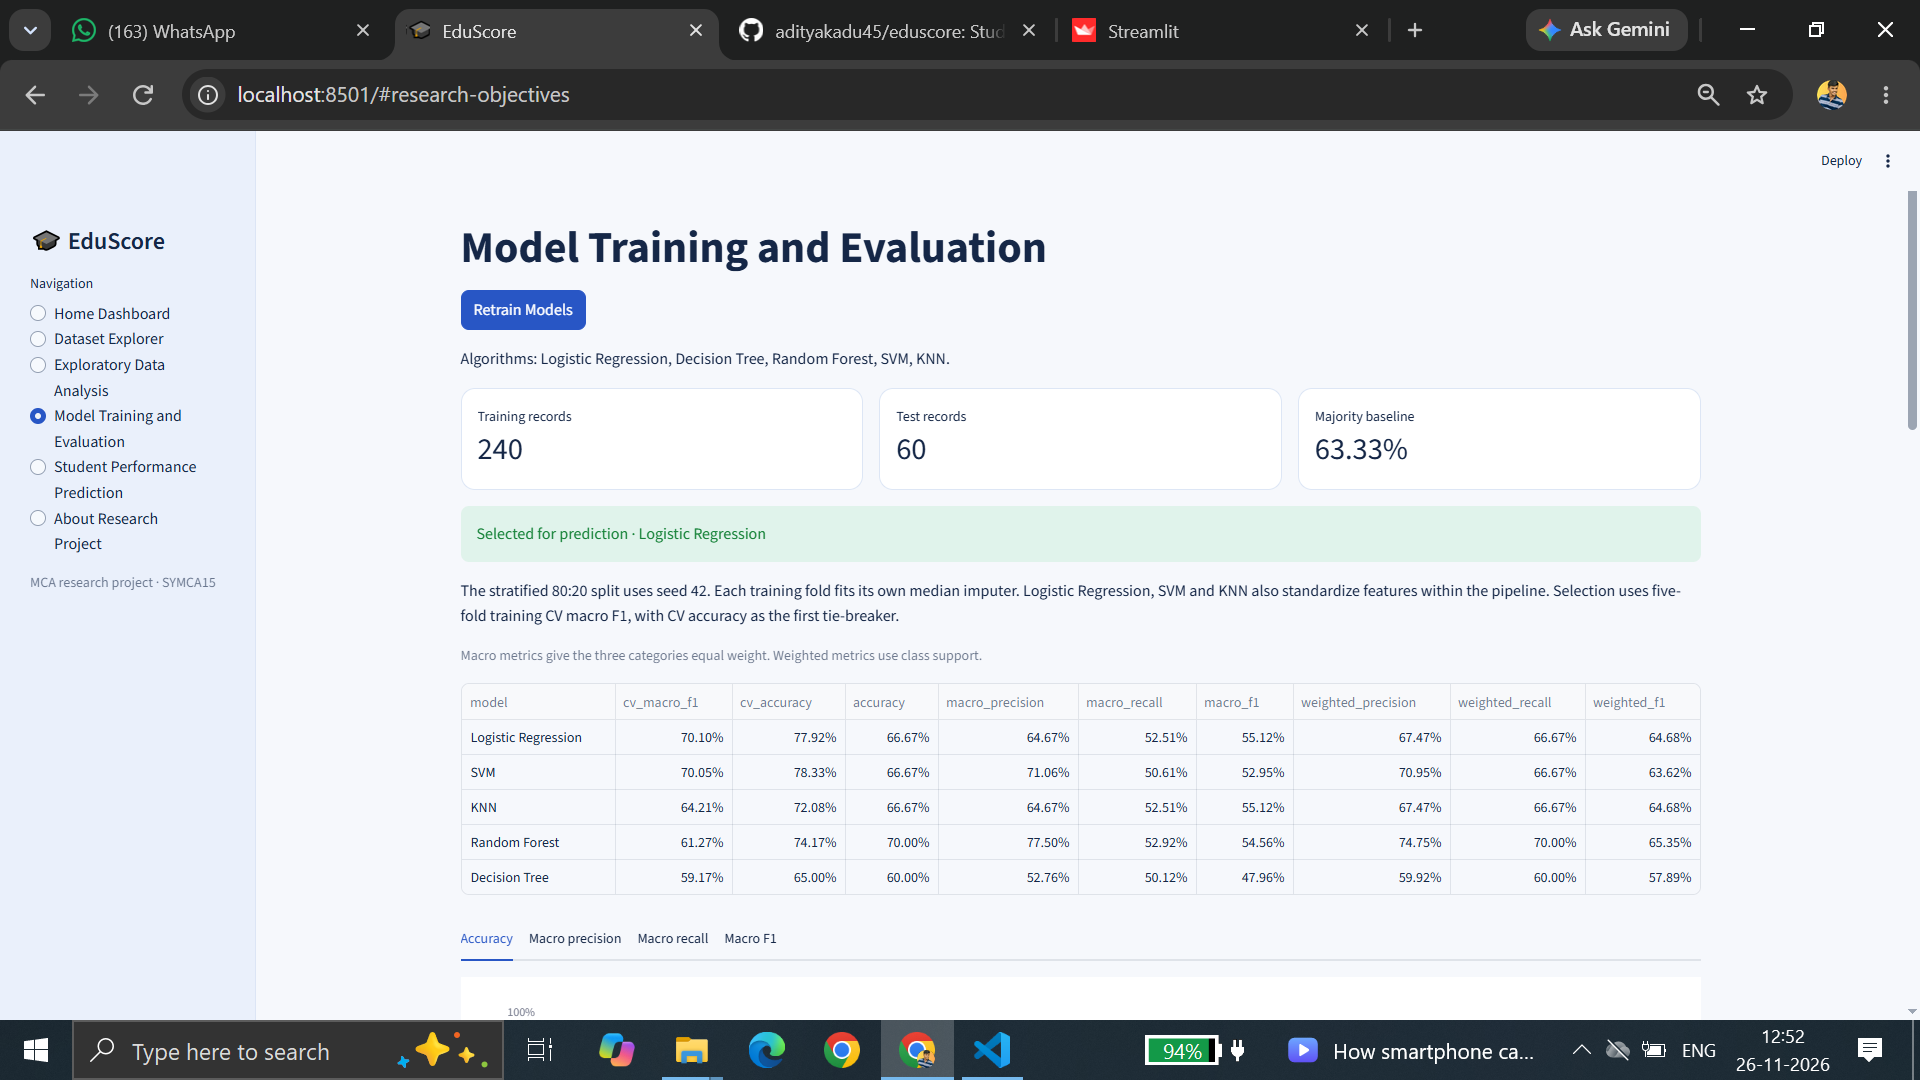 (163) WhatsApp
EduScore
adityakadu45/eduscore: Stud
Streamlit
Ask Gemini
localhost:8501/#research-objectives
Deploy
EduScore
Navigation
Home Dashboard
Dataset Explorer
Exploratory Data
Analysis
Model Training and
Evaluation
Student Performance
Prediction
About Research
Project
MCA research project · SYMCA15
Model Training and Evaluation
Retrain Models
Algorithms: Logistic Regression, Decision Tree, Random Forest, SVM, KNN.
Training records
240
Test records
60
Majority baseline
63.33%
Selected for prediction · Logistic Regression
The stratified 80:20 split uses seed 42. Each training fold fits its own median imputer. Logistic Regression, SVM and KNN also standardize features within the pipeline. Selection uses five-
fold training CV macro F1, with CV accuracy as the first tie-breaker.
Macro metrics give the three categories equal weight. Weighted metrics use class support.
model cv_macro_f1 cv_accuracy accuracy macro_precision macro_recall macro_f1 weighted_precision weighted_recall weighted_f1
Logistic Regression 70.10% 77.92% 66.67% 64.67% 52.51% 55.12% 67.47% 66.67% 64.68%
SVM 70.05% 78.33% 66.67% 71.06% 50.61% 52.95% 70.95% 66.67% 63.62%
KNN 64.21% 72.08% 66.67% 64.67% 52.51% 55.12% 67.47% 66.67% 64.68%
Random Forest 61.27% 74.17% 70.00% 77.50% 52.92% 54.56% 74.75% 70.00% 65.35%
Decision Tree 59.17% 65.00% 60.00% 52.76% 50.12% 47.96% 59.92% 60.00% 57.89%
Accuracy Macro precision Macro recall Macro F1
100%
Type here to search
94%
How smartphone ca...
ENG
12:52
26-11-2026